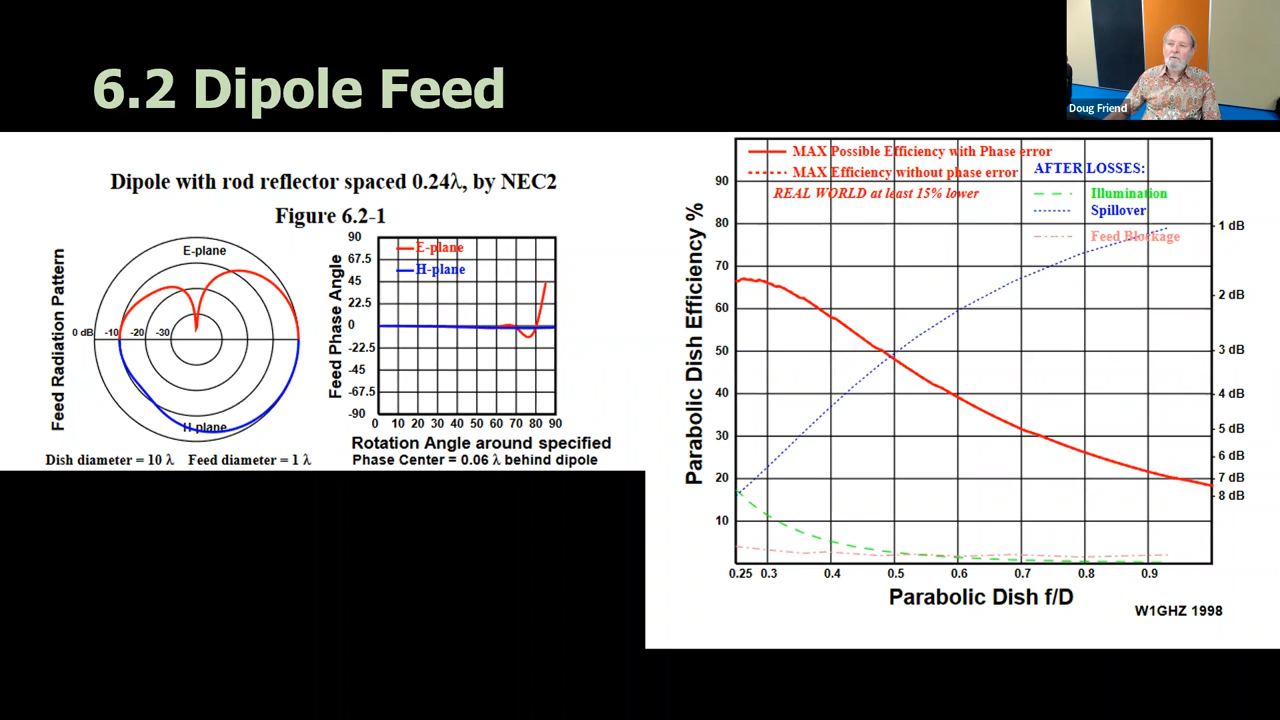 6.2 Dipole Feed
Doug Friend
Dipole with rod reflector spaced 0.24λ, by NEC2
Figure 6.2-1
Feed Radiation Pattern
E-plane
0 dB -10 -20 -30
H-plane
Dish diameter = 10 λ Feed diameter = 1 λ
Feed Phase Angle
90
67.5
45
22.5
0
-22.5
-45
-67.5
-90
E-plane
H-plane
0 10 20 30 40 50 60 70 80 90
Rotation Angle around specified
Phase Center = 0.06 λ behind dipole
Parabolic Dish Efficiency %
90
80
70
60
50
40
30
20
10
MAX Possible Efficiency with Phase error
MAX Efficiency without phase error
REAL WORLD at least 15% lower
AFTER LOSSES:
Illumination
Spillover
Feed Blockage
1 dB
2 dB
3 dB
4 dB
5 dB
6 dB
7 dB
8 dB
0.25 0.3 0.4 0.5 0.6 0.7 0.8 0.9
Parabolic Dish f/D
W1GHZ 1998